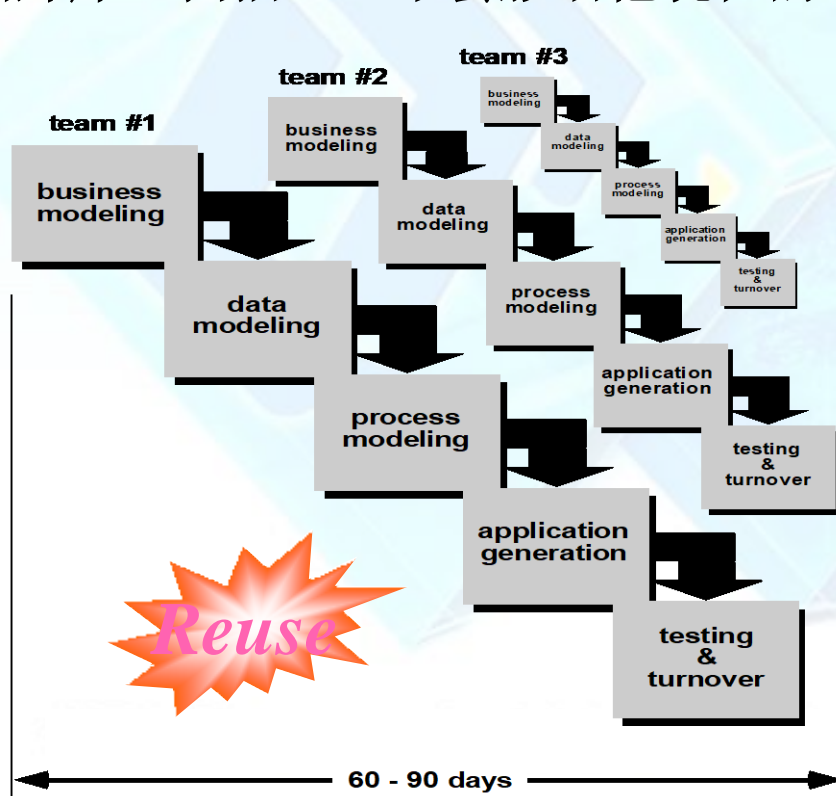 team #1
business
modeling
data
modeling
process
modeling
application
generation
testing
&
turnover
team #2
business
modeling
data
modeling
process
modeling
application
generation
testing
&
turnover
team #3
business
modeling
data
modeling
process
modeling
application
generation
testing
&
turnover
Reuse
60 - 90 days